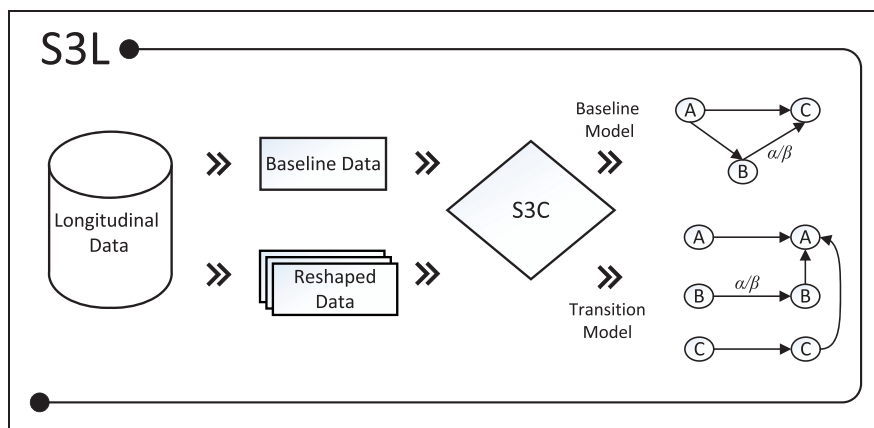 S3L
Longitudinal
Data
Baseline Data
Reshaped
Data
S3C
Baseline
Model
A
C
B
α/β
Transition
Model
A
A
B
α/β
B
C
C